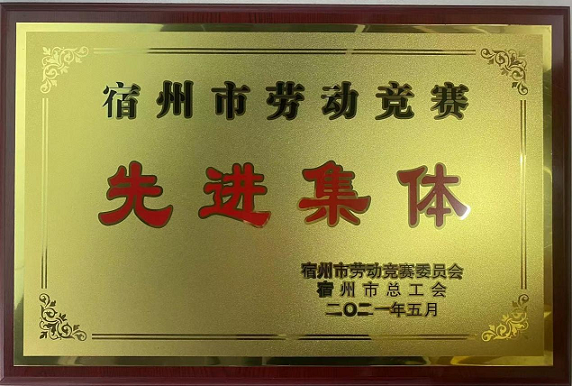 宿州市劳动竞赛
先进集体
宿州市劳动竞赛委员会
宿州市总工会
二〇二一年五月